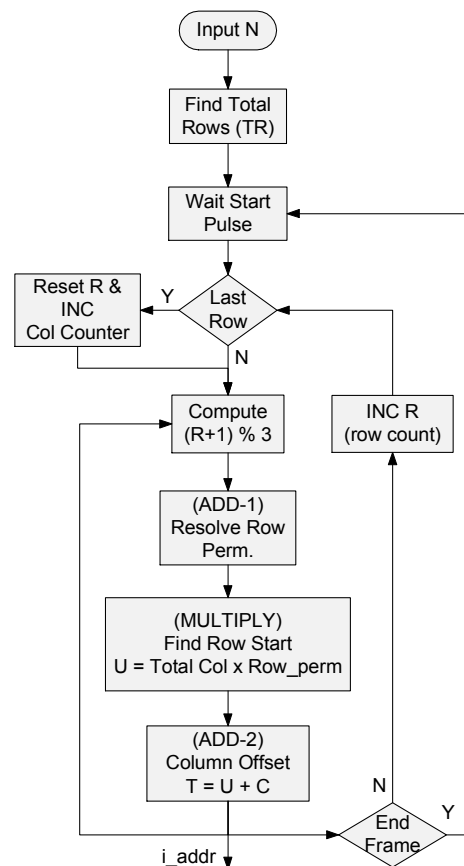 Input N
Find Total
Rows (TR)
Wait Start
Pulse
Reset R &
INC
Col Counter
Y
Last
Row
N
Compute
(R+1) % 3
INC R
(row count)
(ADD-1)
Resolve Row
Perm.
(MULTIPLY)
Find Row Start
U = Total Col x Row_perm
(ADD-2)
Column Offset
T = U + C
N
End
Frame
Y
i_addr